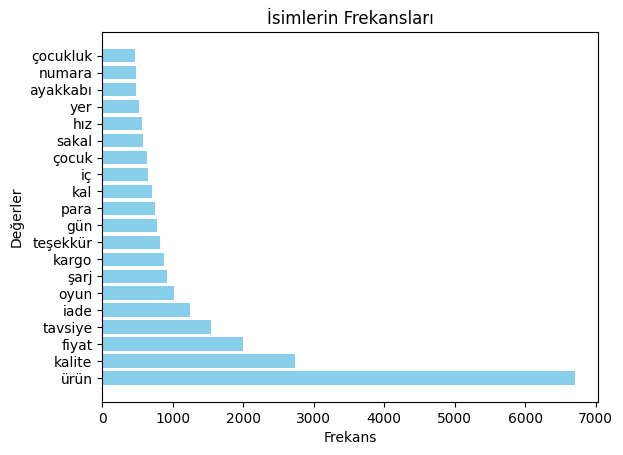 İsimlerin Frekansları
çocukluk
numara
ayakkabı
yer
hız
sakal
çocuk
iç
kal
para
gün
teşekkür
kargo
şarj
oyun
iade
tavsiye
fiyat
kalite
ürün
Değerler
0 1000 2000 3000 4000 5000 6000 7000
Frekans